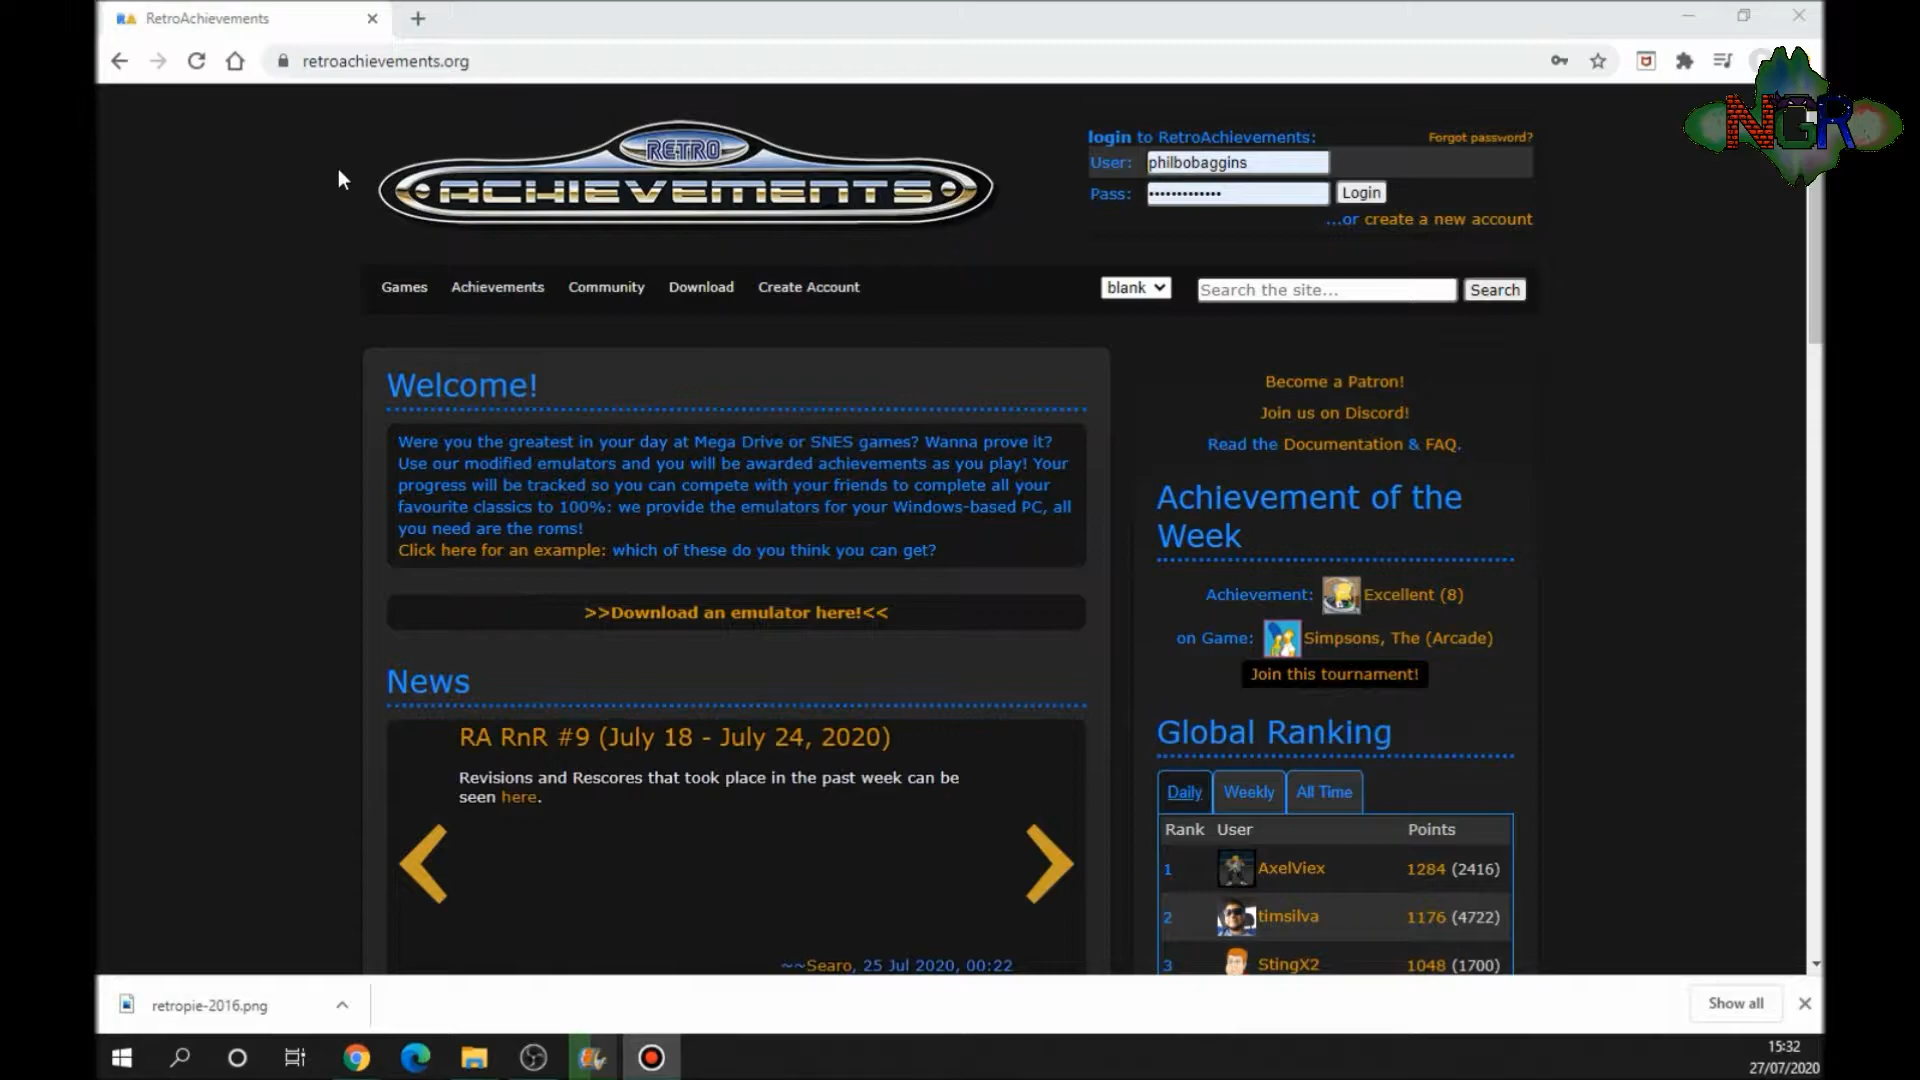 RetroAchievements
retroachievements.org
NGR
RETRO
ACHIEVEMENTS
login to RetroAchievements:
Forgot password?
User: philbobaggins
Pass: ••••••••••••• Login
...or create a new account
Games Achievements Community Download Create Account
blank Search the site... Search
Welcome!
Were you the greatest in your day at Mega Drive or SNES games? Wanna prove it?
Use our modified emulators and you will be awarded achievements as you play! Your
progress will be tracked so you can compete with your friends to complete all your
favourite classics to 100%: we provide the emulators for your Windows-based PC, all
you need are the roms!
Click here for an example: which of these do you think you can get?
>>Download an emulator here!<<
News
RA RnR #9 (July 18 - July 24, 2020)
Revisions and Rescores that took place in the past week can be
seen here.
~~Searo, 25 Jul 2020, 00:22
Become a Patron!
Join us on Discord!
Read the Documentation & FAQ.
Achievement of the
Week
Achievement: Excellent (8)
on Game: Simpsons, The (Arcade)
Join this tournament!
Global Ranking
Daily Weekly All Time
Rank User Points
1 AxelViex 1284 (2416)
2 timsilva 1176 (4722)
3 StingX2 1048 (1700)
retropie-2016.png
Show all
15:32
27/07/2020